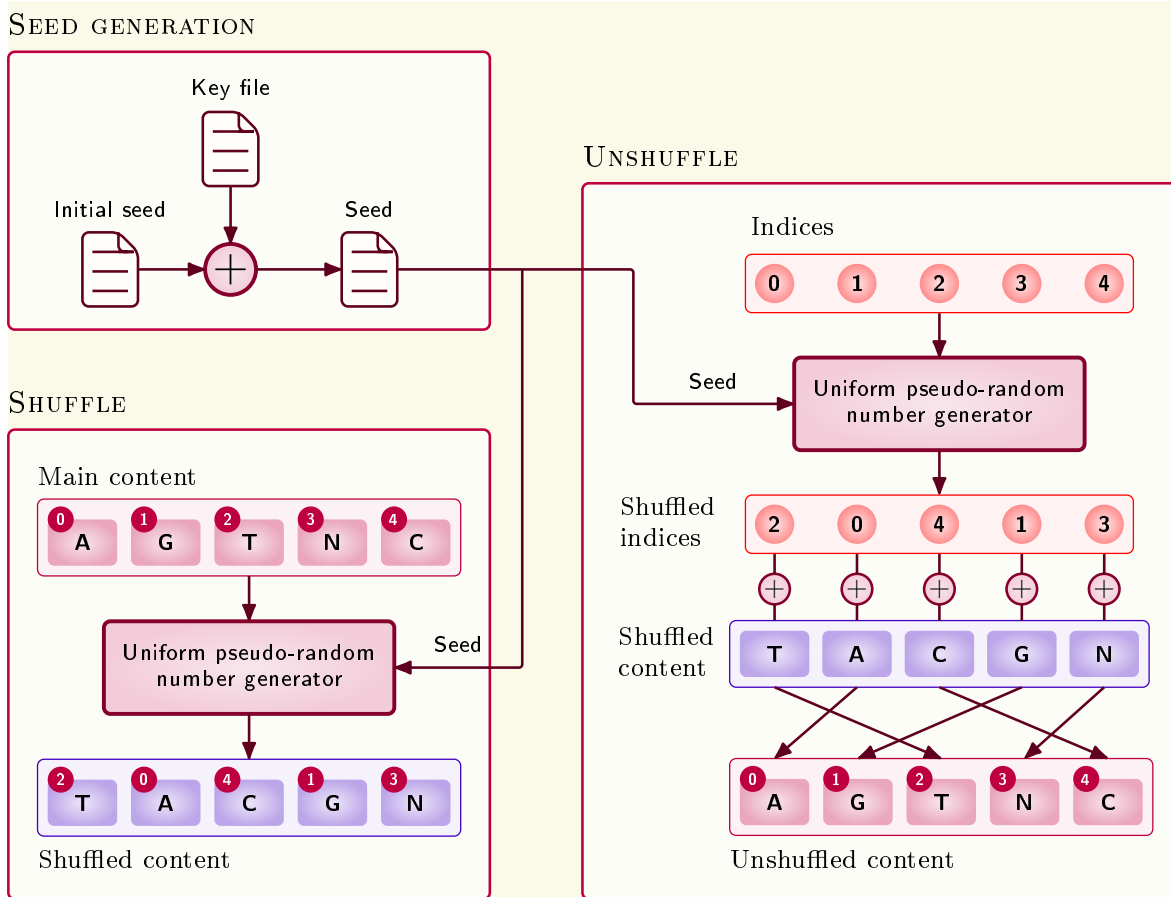 SEED GENERATION
Key file
Initial seed
Seed
+
SHUFFLE
Main content
0 1 2 3 4
A G T N C
Uniform pseudo-random
number generator
Seed
2 0 4 1 3
T A C G N
Shuffled content
UNSHUFFLE
Indices
0 1 2 3 4
Seed
Uniform pseudo-random
number generator
Shuffled
indices
2 0 4 1 3
+ + + + +
Shuffled
content
T A C G N
0 1 2 3 4
A G T N C
Unshuffled content